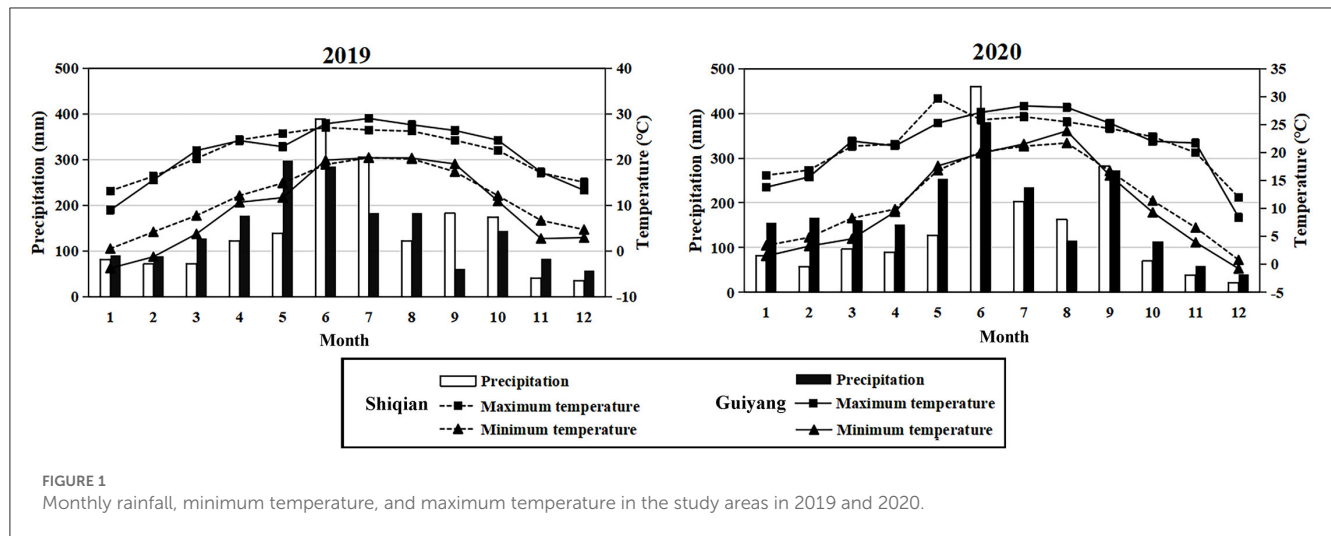 2019
2020
Precipitation (mm)
500
400
300
200
100
0
40
30
20
10
0
-10
Temperature (°C)
1 2 3 4 5 6 7 8 9 10 11 12
Month
Precipitation (mm)
500
400
300
200
100
0
35
30
25
20
15
10
5
0
-5
Temperature (°C)
1 2 3 4 5 6 7 8 9 10 11 12
Month
Shiqian
Precipitation
Maximum temperature
Minimum temperature
Guiyang
Precipitation
Maximum temperature
Minimum temperature
FIGURE 1
Monthly rainfall, minimum temperature, and maximum temperature in the study areas in 2019 and 2020.